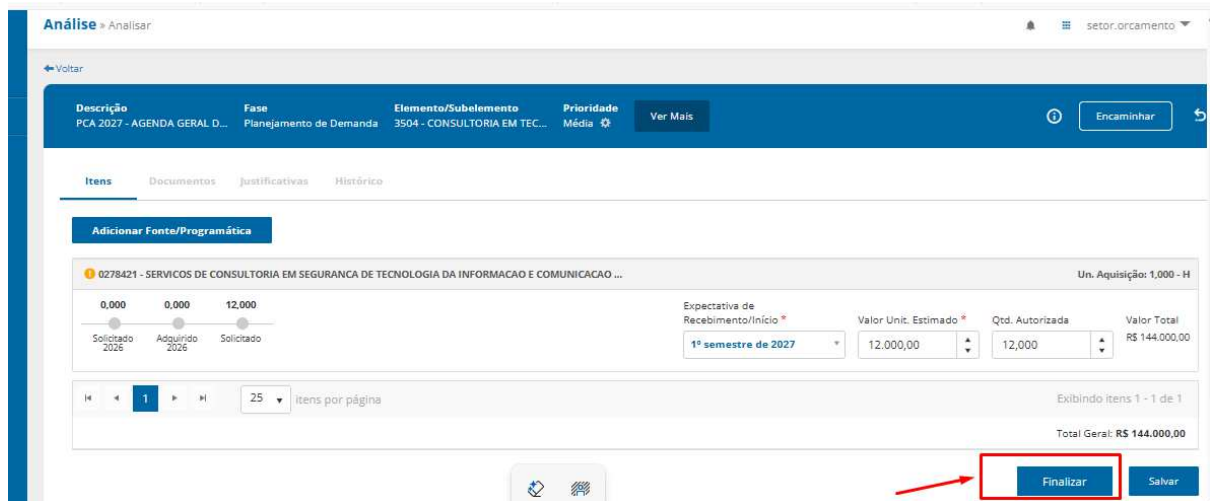 Análise » Analisar
setor.orcamento
Voltar
Descrição Fase Elemento/Subelemento Prioridade
PCA 2027 - AGENDA GERAL D... Planejamento de Demanda 3504 - CONSULTORIA EM TEC... Média Ver Mais Encaminhar
Itens Documentos Justificativas Histórico
Adicionar Fonte/Programática
0278421 - SERVICOS DE CONSULTORIA EM SEGURANCA DE TECNOLOGIA DA INFORMACAO E COMUNICACAO ... Un. Aquisição: 1,000 - H
0,000 0,000 12,000
Solicitado 2026
Adquirido 2026
Solicitado
Expectativa de
Recebimento/Início * Valor Unit. Estimado * Qtd. Autorizada Valor Total
1º semestre de 2027 12.000,00 12,000 R$ 144.000,00
1 25 itens por página Exibindo itens 1 - 1 de 1
Total Geral: R$ 144.000,00
Finalizar Salvar